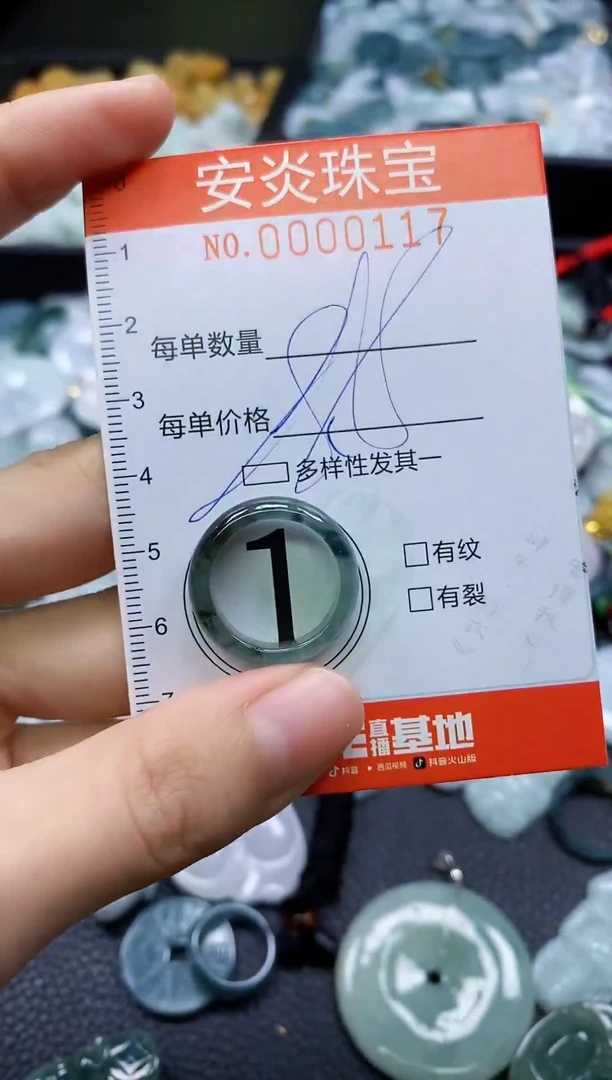 安炎珠宝
NO.0000117
0
1
2
3
4
5
6
7
每单数量
每单价格
多样性发其一
1
有纹
有裂
直播基地
抖音 西瓜视频 抖音火山版